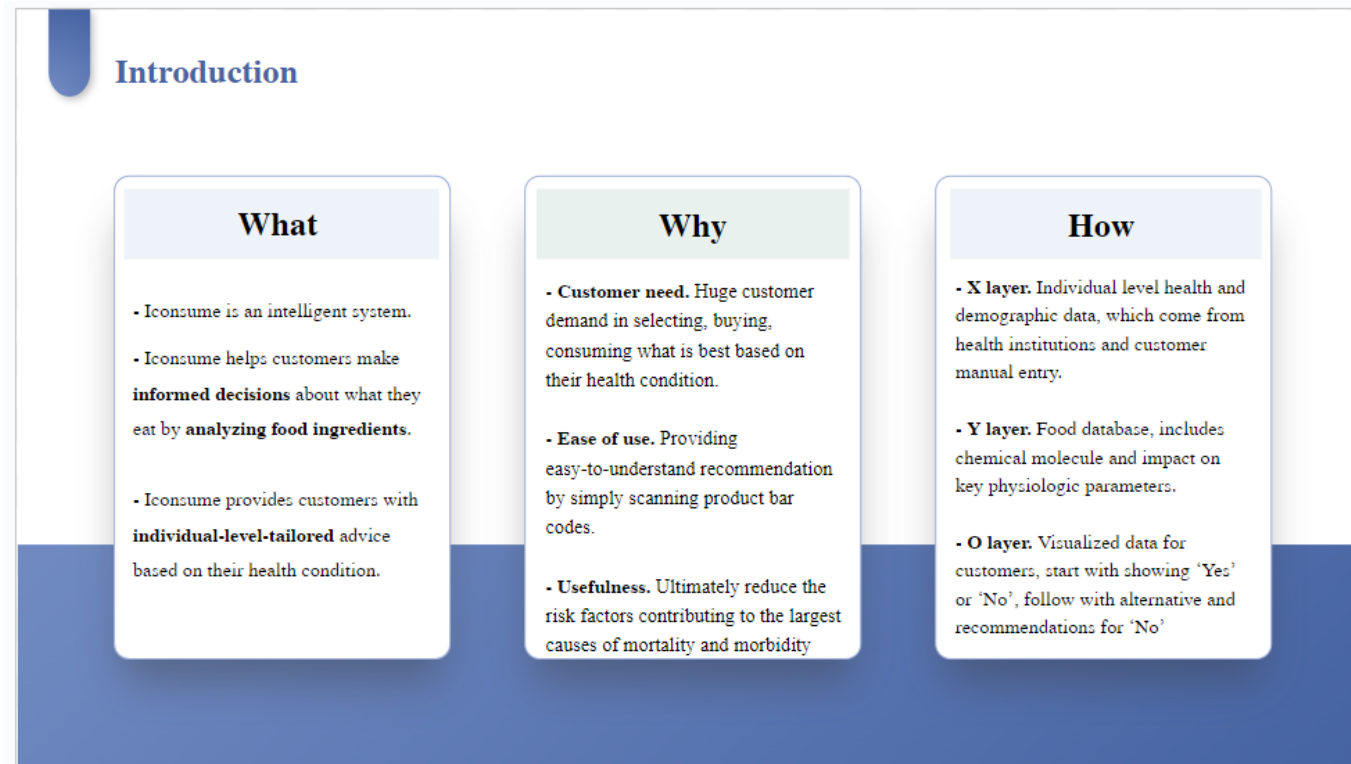 Introduction
What
- Iconsume is an intelligent system.
- Iconsume helps customers make
informed decisions about what they
eat by analyzing food ingredients.
- Iconsume provides customers with
individual-level-tailored advice
based on their health condition.
Why
- Customer need. Huge customer
demand in selecting, buying,
consuming what is best based on
their health condition.
- Ease of use. Providing
easy-to-understand recommendation
by simply scanning product bar
codes.
- Usefulness. Ultimately reduce the
risk factors contributing to the largest
causes of mortality and morbidity
How
- X layer. Individual level health and
demographic data, which come from
health institutions and customer
manual entry.
- Y layer. Food database, includes
chemical molecule and impact on
key physiologic parameters.
- O layer. Visualized data for
customers, start with showing ‘Yes’
or ‘No’, follow with alternative and
recommendations for ‘No’